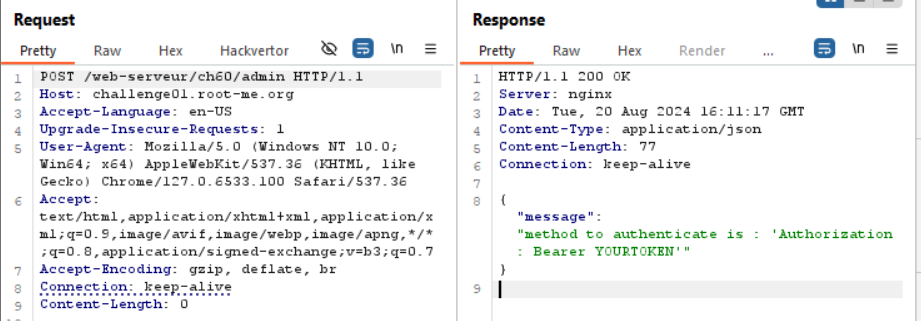 Request
Pretty Raw Hex Hackvertor \n
1 POST /web-serveur/ch60/admin HTTP/1.1
2 Host: challenge01.root-me.org
3 Accept-Language: en-US
4 Upgrade-Insecure-Requests: 1
5 User-Agent: Mozilla/5.0 (Windows NT 10.0;
Win64; x64) AppleWebKit/537.36 (KHTML, like
Gecko) Chrome/127.0.6533.100 Safari/537.36
6 Accept:
text/html,application/xhtml+xml,application/x
ml;q=0.9,image/avif,image/webp,image/apng,*/*
;q=0.8,application/signed-exchange;v=b3;q=0.7
7 Accept-Encoding: gzip, deflate, br
8 Connection: keep-alive
9 Content-Length: 0
Response
Pretty Raw Hex Render ... \n
1 HTTP/1.1 200 OK
2 Server: nginx
3 Date: Tue, 20 Aug 2024 16:11:17 GMT
4 Content-Type: application/json
5 Content-Length: 77
6 Connection: keep-alive
7
8 {
"message":
"method to authenticate is : 'Authorization
: Bearer YOURTOKEN'"
}
9